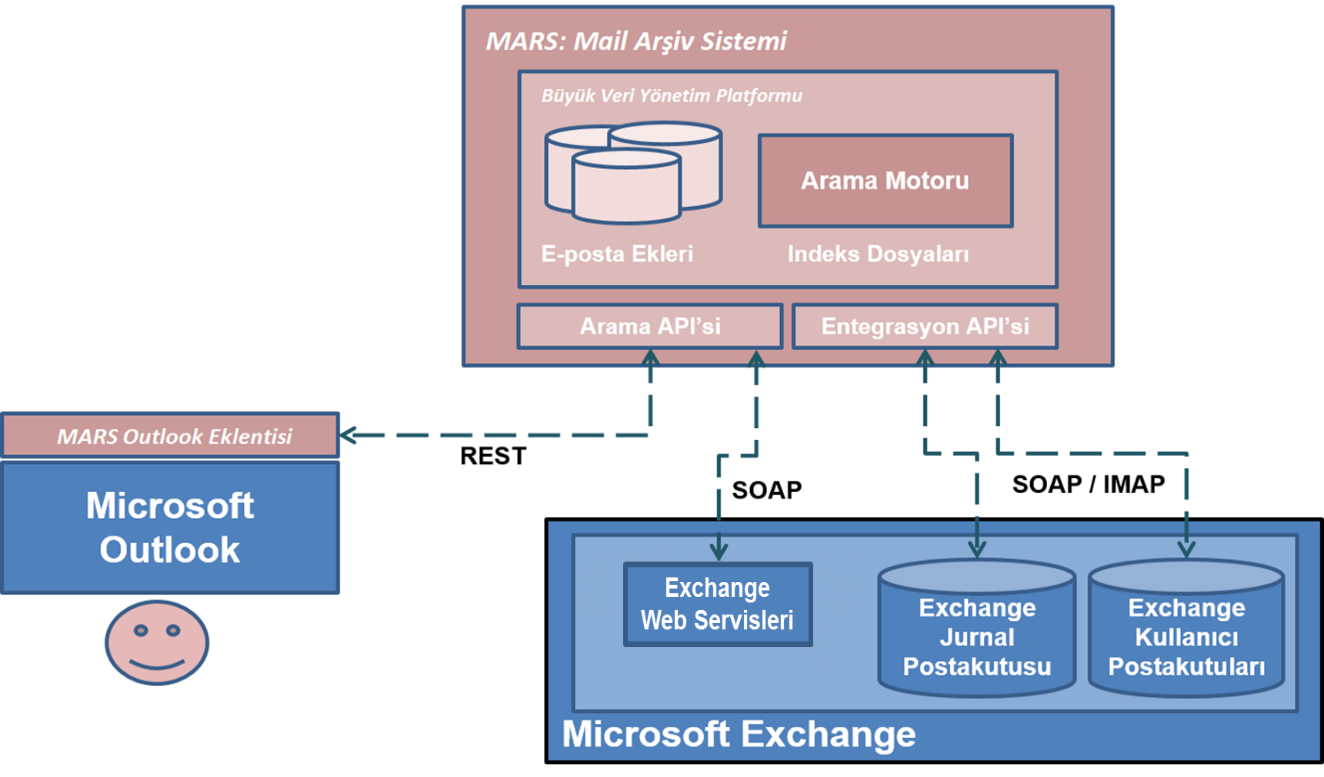 MARS: Mail Arşiv Sistemi
Büyük Veri Yönetim Platformu
Arama Motoru
E-posta Ekleri
Indeks Dosyaları
Arama API’si
Entegrasyon API’si
MARS Outlook Eklentisi
REST
Microsoft
Outlook
SOAP
SOAP / IMAP
Exchange
Web Servisleri
Exchange
Jurnal
Postakutusu
Exchange
Kullanıcı
Postakutuları
Microsoft Exchange